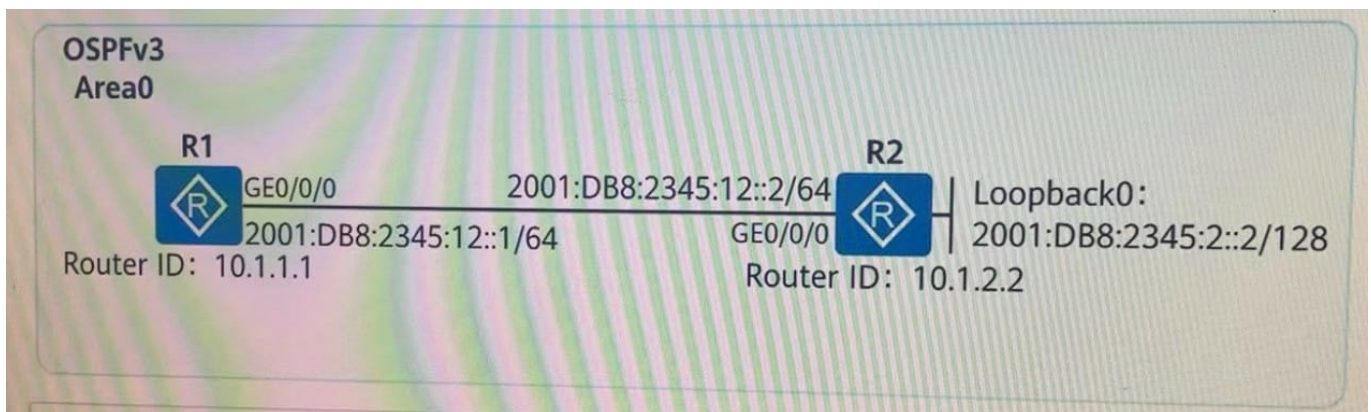 OSPFv3
Area0
R1
R2
GE0/0/0
2001:DB8:2345:12::2/64
Loopback0:
R
R
2001:DB8:2345:12::1/64
GE0/0/0
2001:DB8:2345:2::2/128
Router ID: 10.1.1.1
Router ID: 10.1.2.2